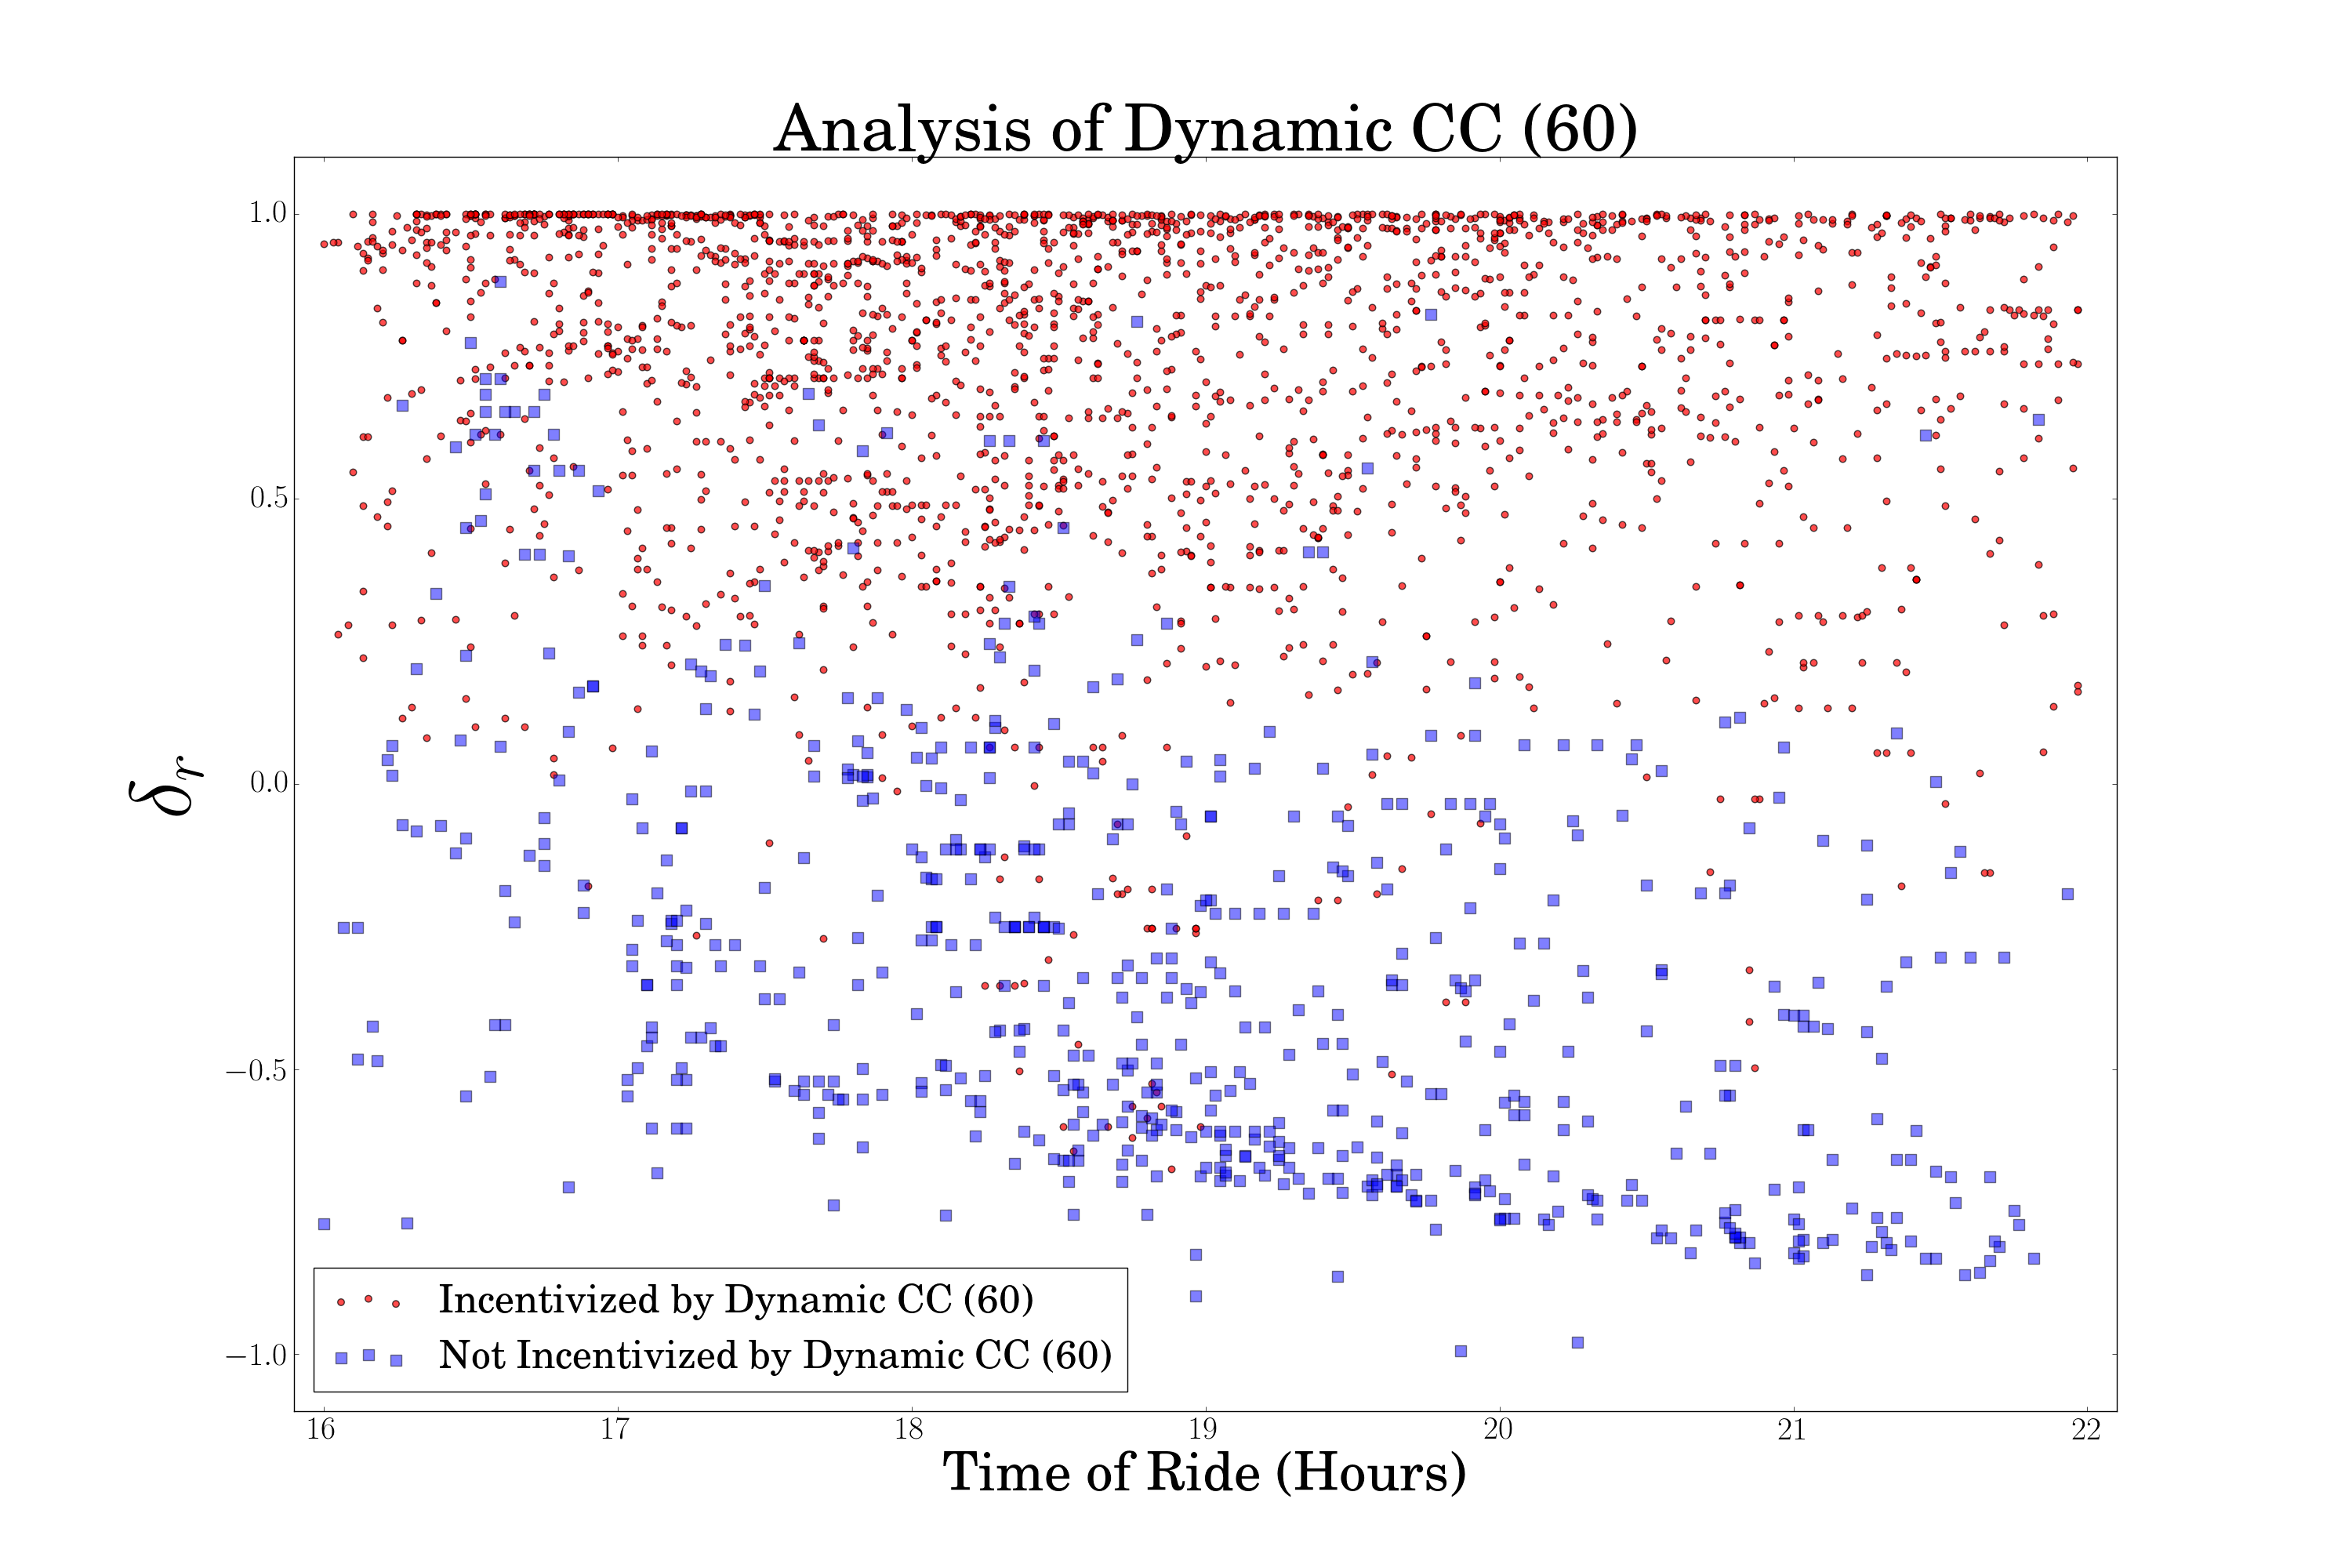 Analysis of Dynamic CC (60)
1.0
0.5
0.0
−0.5
−1.0
δr
Incentivized by Dynamic CC (60)
Not Incentivized by Dynamic CC (60)
16 17 18 19 20 21 22
Time of Ride (Hours)